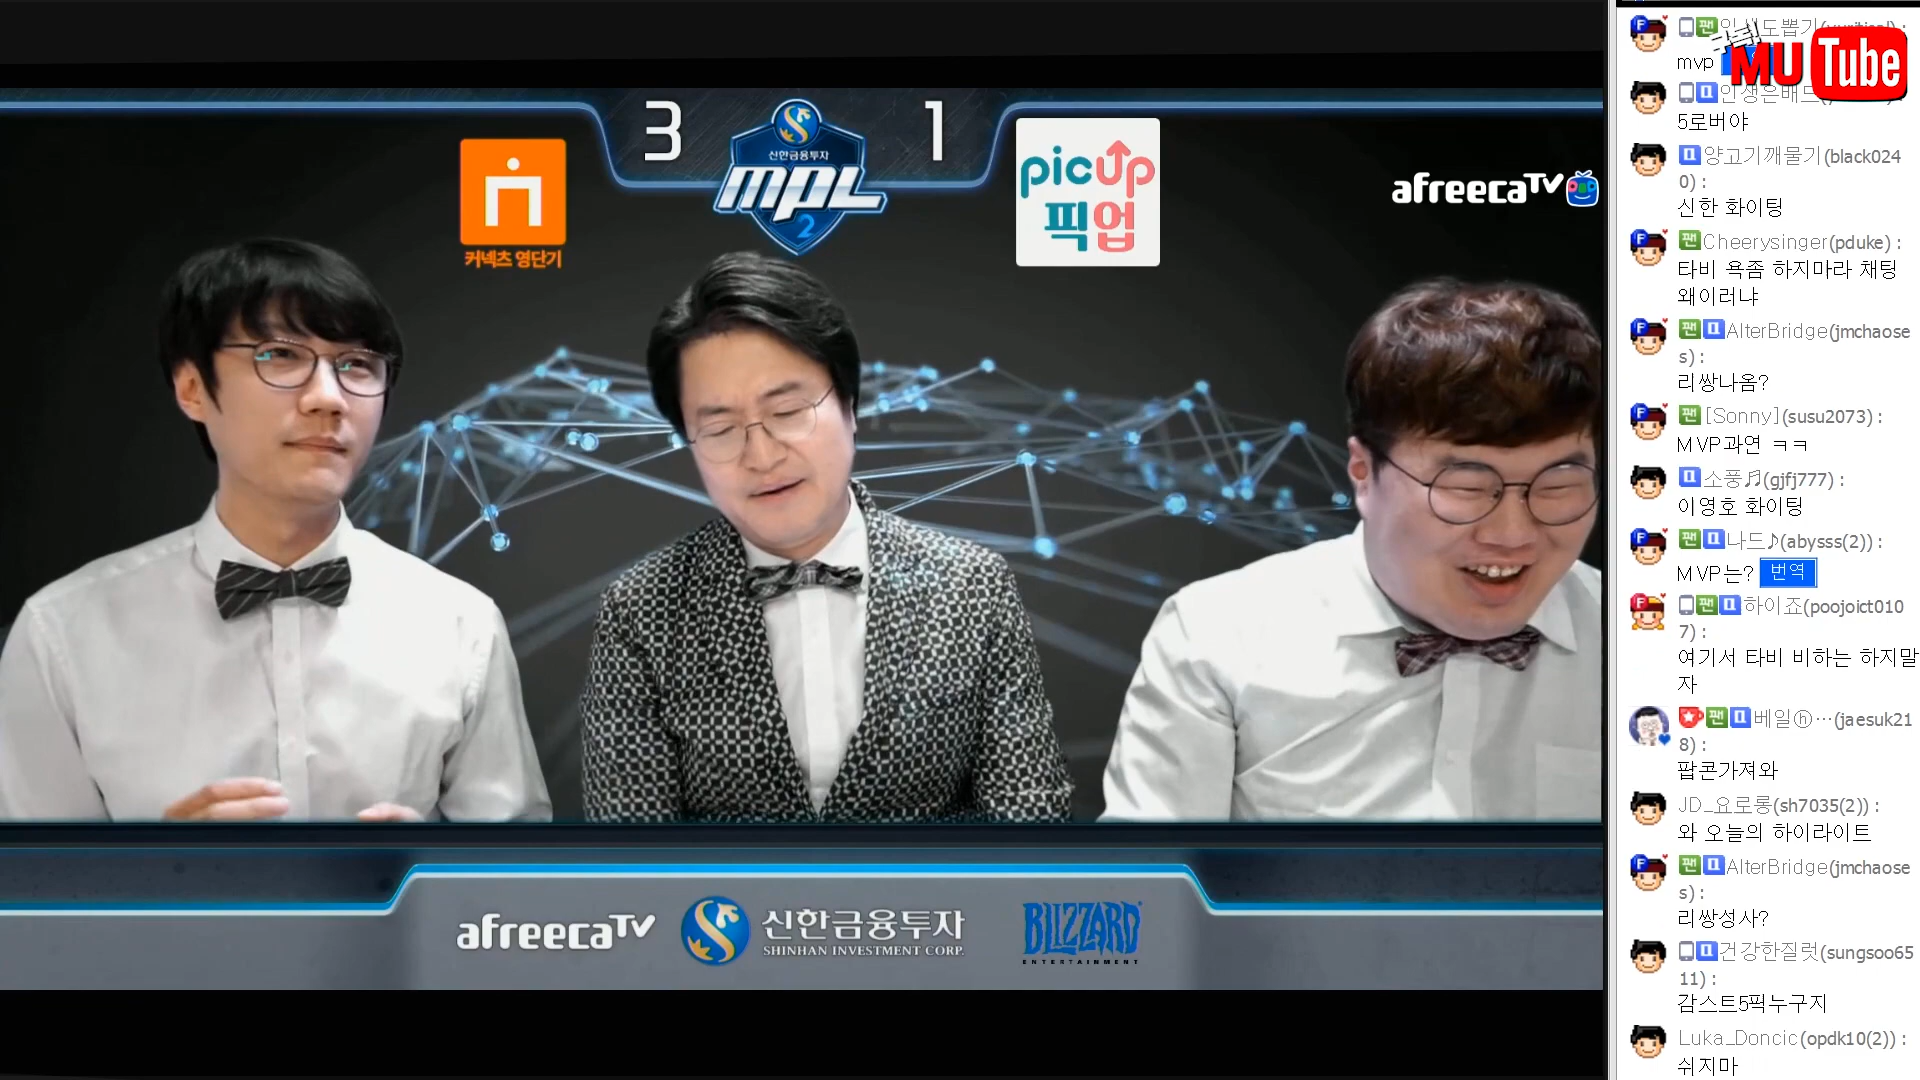 3
1
신한금융투자
MPL
2
커넥츠 영단기
picup
픽업
afreecaTV
afreecaTV
신한금융투자
SHINHAN INVESTMENT CORP.
BLIZZARD
ENTERTAINMENT
구독!
MU Tube
mvp
5로버야
양고기깨물기(black024
0) :
신한 화이팅
팬 Cheerysinger(pduke) :
타비 욕좀 하지마라 채팅
왜이러냐
팬 AlterBridge(jmchaose
s) :
리쌍나옴?
팬 [Sonny](susu2073) :
MVP과연 ㅋㅋ
소풍♬(gjfj777) :
이영호 화이팅
팬 나드♪(abysss(2)) :
MVP는? 번역
팬 하이죠(poojoict010
7) :
여기서 타비 비하는 하지말
자
팬 베일ⓗ…(jaesuk21
8) :
팝콘가져와
JD_요로롱(sh7035(2)) :
와 오늘의 하이라이트
팬 AlterBridge(jmchaose
s) :
리쌍성사?
건강한질럿(sungsoo65
11) :
감스트5픽누구지
Luka_Doncic(opdk10(2)) :
쉬지마